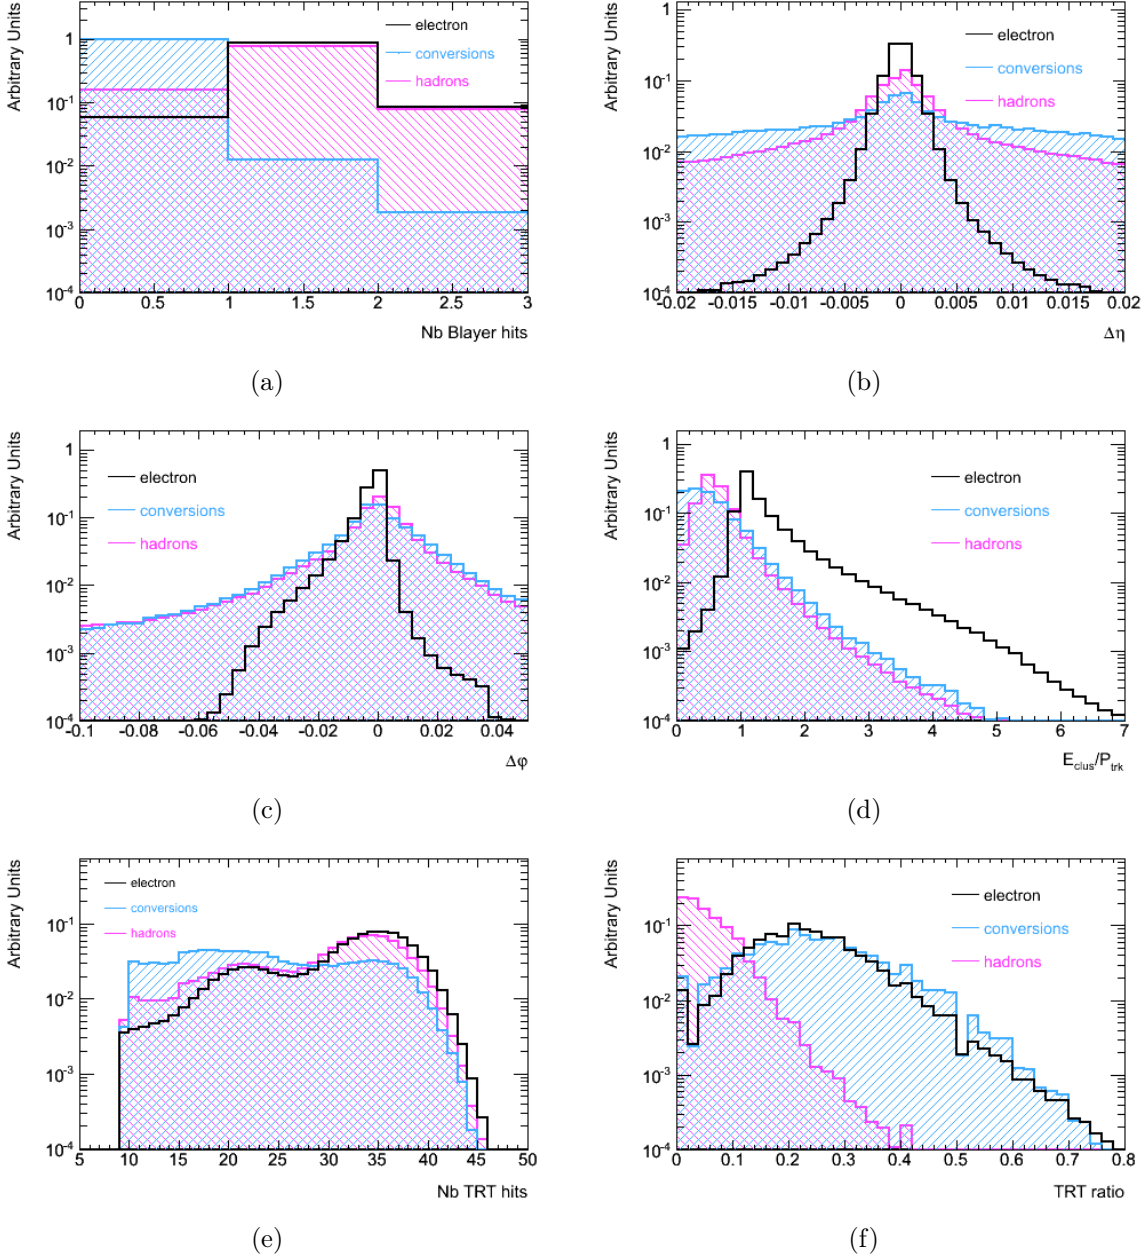 Arbitrary Units
1
10-1
10-2
10-3
10-4
electron
conversions
hadrons
0 0.5 1 1.5 2 2.5 3
Nb Blayer hits
(a)
Arbitrary Units
1
10-1
10-2
10-3
10-4
electron
conversions
hadrons
-0.02 -0.015 -0.01 -0.005 0 0.005 0.01 0.015 0.02
Δη
(b)
Arbitrary Units
1
10-1
10-2
10-3
10-4
electron
conversions
hadrons
-0.1 -0.08 -0.06 -0.04 -0.02 0 0.02 0.04
Δφ
(c)
Arbitrary Units
1
10-1
10-2
10-3
10-4
electron
conversions
hadrons
0 1 2 3 4 5 6 7
Eclus/Ptrk
(d)
Arbitrary Units
1
10-1
10-2
10-3
10-4
electron
conversions
hadrons
5 10 15 20 25 30 35 40 45 50
Nb TRT hits
(e)
Arbitrary Units
1
10-1
10-2
10-3
10-4
electron
conversions
hadrons
0 0.1 0.2 0.3 0.4 0.5 0.6 0.7 0.8
TRT ratio
(f)